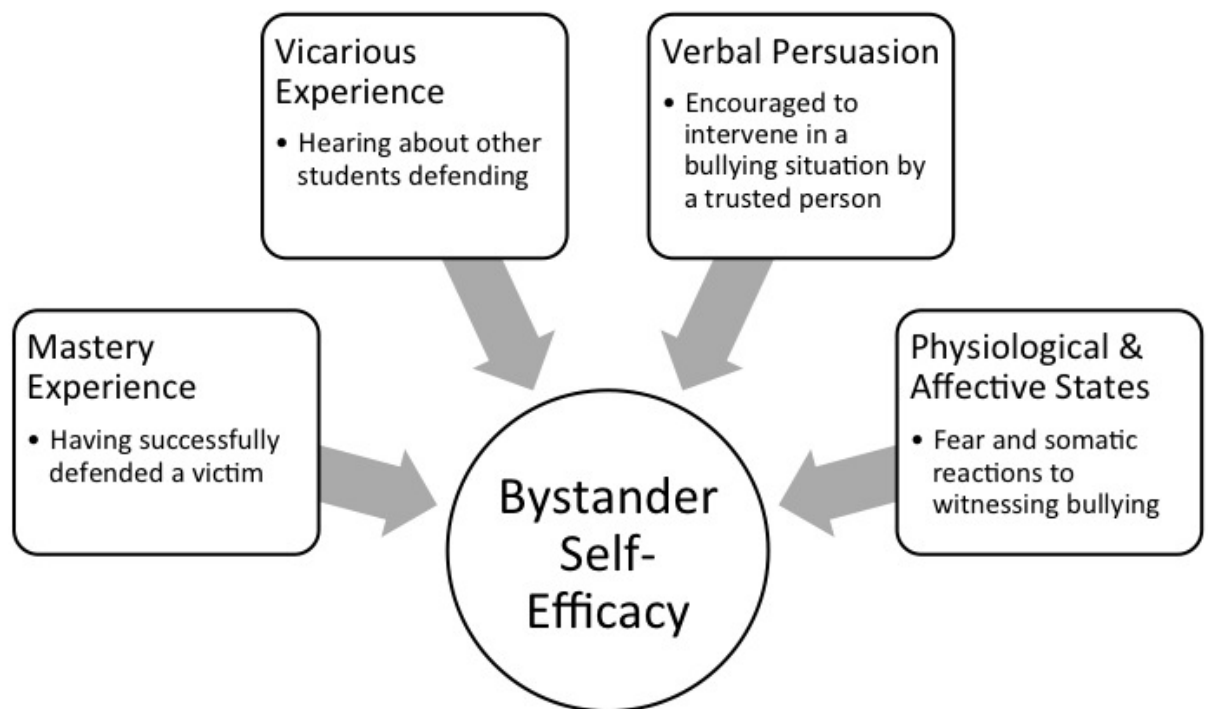 Vicarious
Experience
• Hearing about other
students defending
Verbal Persuasion
• Encouraged to
intervene in a
bullying situation by
a trusted person
Mastery
Experience
• Having successfully
defended a victim
Physiological &
Affective States
• Fear and somatic
reactions to
witnessing bullying
Bystander
Self-
Efficacy